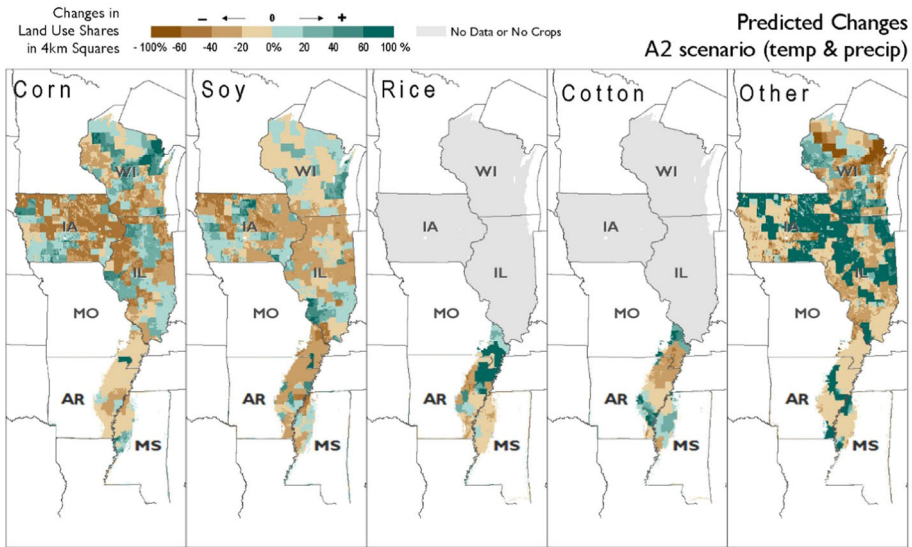 Changes in
Land Use Shares
in 4km Squares
− 0 +
- 100% -60 -40 -20 0% 20 40 60 100 %
No Data or No Crops
Predicted Changes
A2 scenario (temp & precip)
Corn
WI
IA
IL
MO
AR
MS
Soy
WI
IA
IL
MO
AR
MS
Rice
WI
IA
IL
MO
AR
MS
Cotton
WI
IA
IL
MO
AR
MS
Other
WI
IA
IL
MO
AR
MS